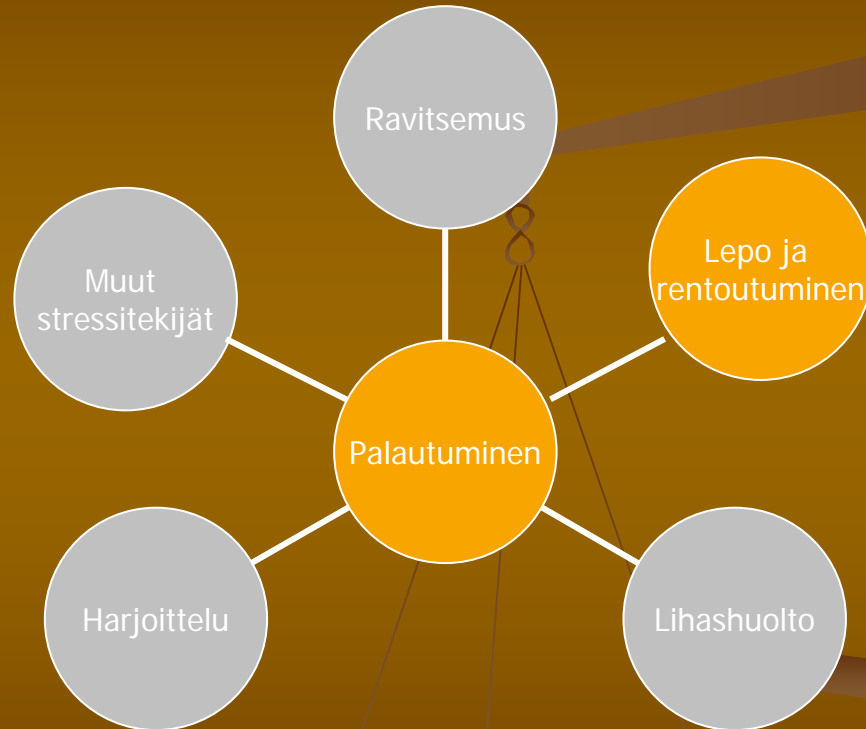 Ravitsemus
Lepo ja
rentoutuminen
Muut
stressitekijät
Palautuminen
Harjoittelu
Lihashuolto